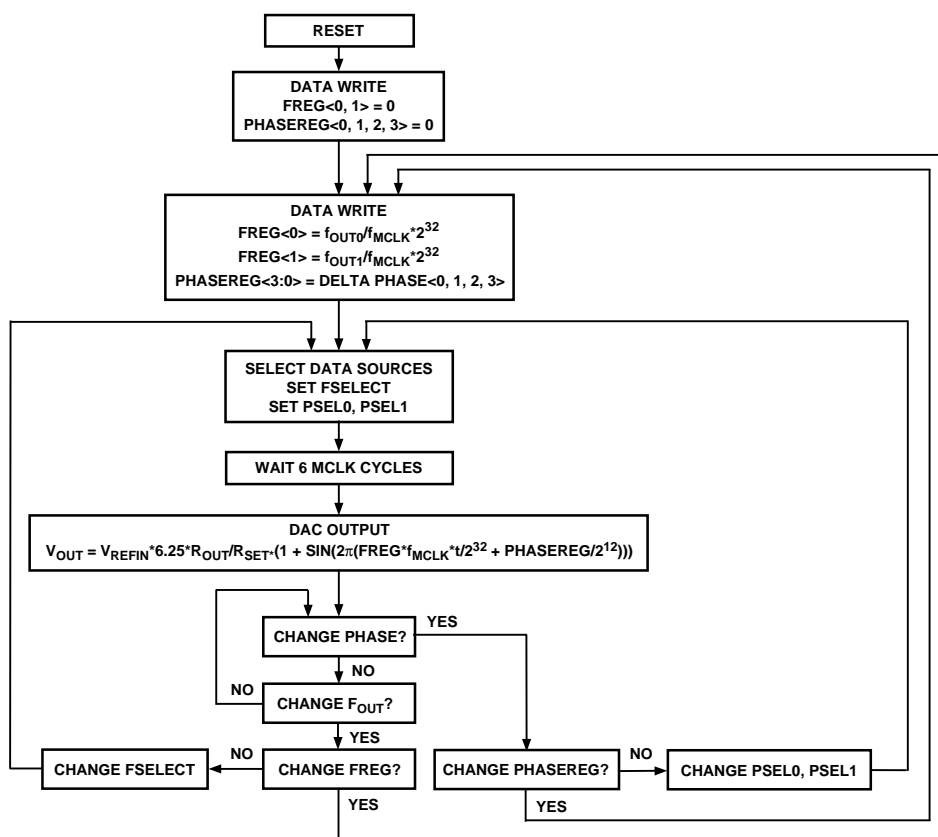 RESET
DATA WRITE
FREG<0, 1> = 0
PHASEREG<0, 1, 2, 3> = 0
DATA WRITE
FREG<0> = fOUT0/fMCLK*2^32
FREG<1> = fOUT1/fMCLK*2^32
PHASEREG<3:0> = DELTA PHASE<0, 1, 2, 3>
SELECT DATA SOURCES
SET FSELECT
SET PSEL0, PSEL1
WAIT 6 MCLK CYCLES
DAC OUTPUT
VOUT = VREFIN*6.25*ROUT/RSET*(1 + SIN(2π(FREG*fMCLK*t/2^32 + PHASEREG/2^12)))
CHANGE PHASE?
YES
NO
CHANGE FOUT?
NO
YES
CHANGE FSELECT
NO
CHANGE FREG?
YES
CHANGE PHASEREG?
NO
CHANGE PSEL0, PSEL1
YES